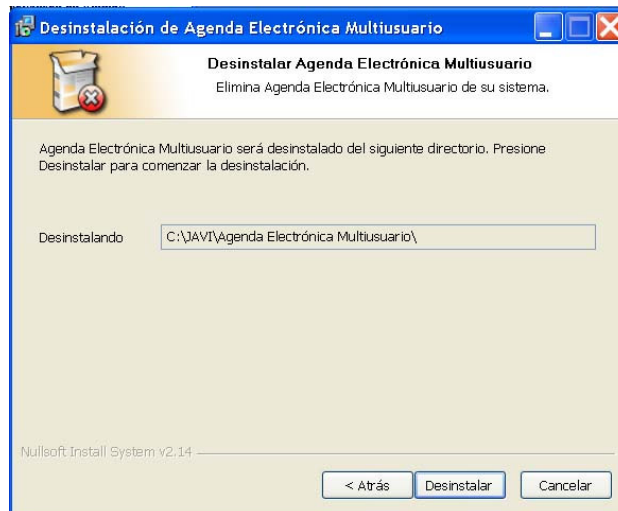 Desinstalación de Agenda Electrónica Multiusuario
Desinstalar Agenda Electrónica Multiusuario
Elimina Agenda Electrónica Multiusuario de su sistema.
Agenda Electrónica Multiusuario será desinstalado del siguiente directorio. Presione
Desinstalar para comenzar la desinstalación.
Desinstalando C:\JAVI\Agenda Electrónica Multiusuario\
Nullsoft Install System v2.14
< Atrás Desinstalar Cancelar